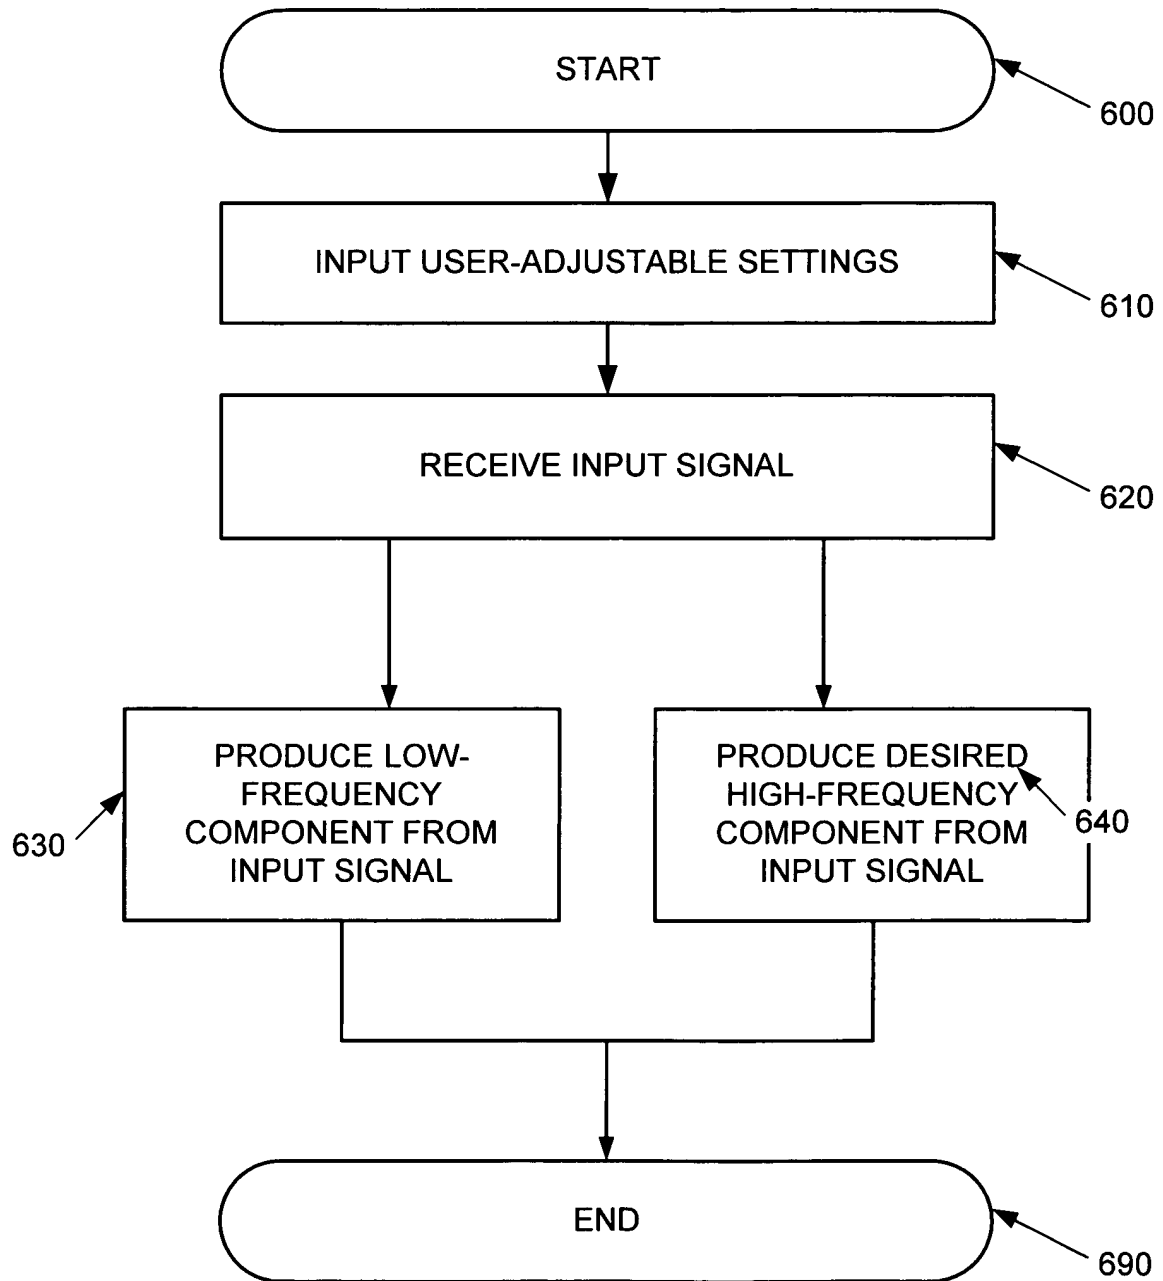 START
600
INPUT USER-ADJUSTABLE SETTINGS
610
RECEIVE INPUT SIGNAL
620
PRODUCE LOW-
FREQUENCY
COMPONENT FROM
INPUT SIGNAL
630
PRODUCE DESIRED
HIGH-FREQUENCY
COMPONENT FROM
INPUT SIGNAL
640
END
690